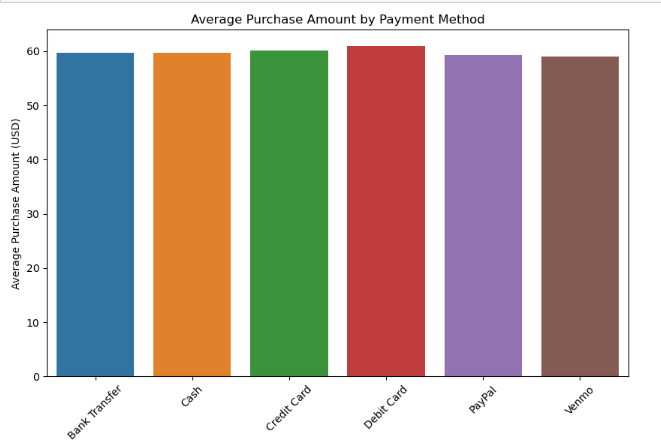 Average Purchase Amount by Payment Method
Average Purchase Amount (USD)
60
50
40
30
20
10
0
Bank Transfer
Cash
Credit Card
Debit Card
PayPal
Venmo